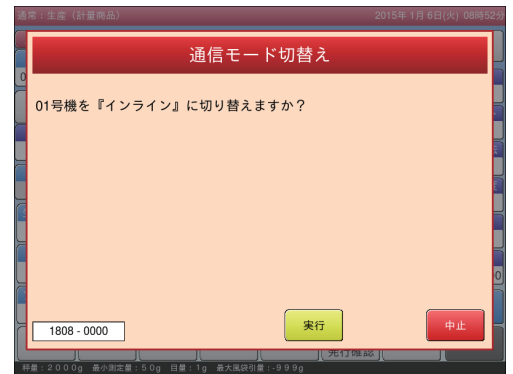 通常：生産（計量商品） 2015年 1月 6日(火) 08時52分
通信モード切替え
01号機を『インライン』に切り替えますか？
1808 - 0000
実行
中止
先行確認
秤量：2000g 最小測定量：50g 目量：1g 最大風袋引量：-999g